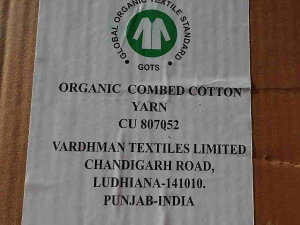 GLOBAL ORGANIC TEXTILE STANDARD
GOTS
ORGANIC COMBED COTTON
YARN
CU 807052
VARDHMAN TEXTILES LIMITED
CHANDIGARH ROAD,
LUDHIANA-141010.
PUNJAB-INDIA